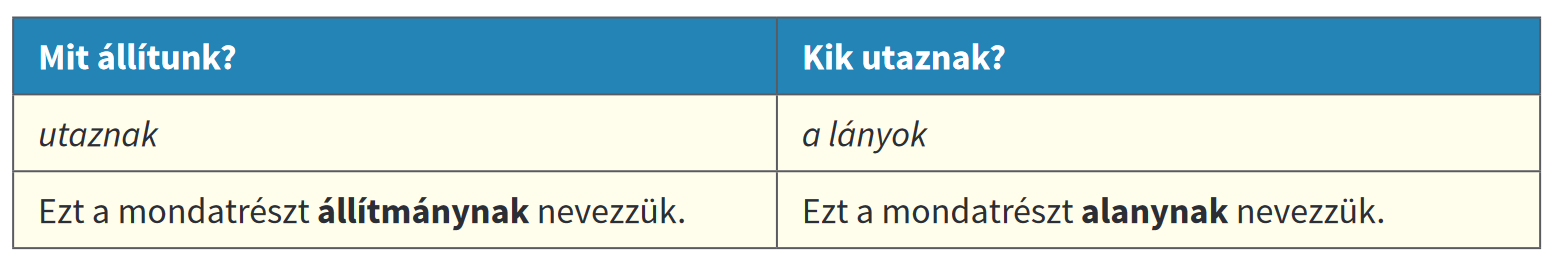 Mit állítunk? Kik utaznak?
utaznak a lányok
Ezt a mondatrészt állítmánynak nevezzük. Ezt a mondatrészt alanynak nevezzük.